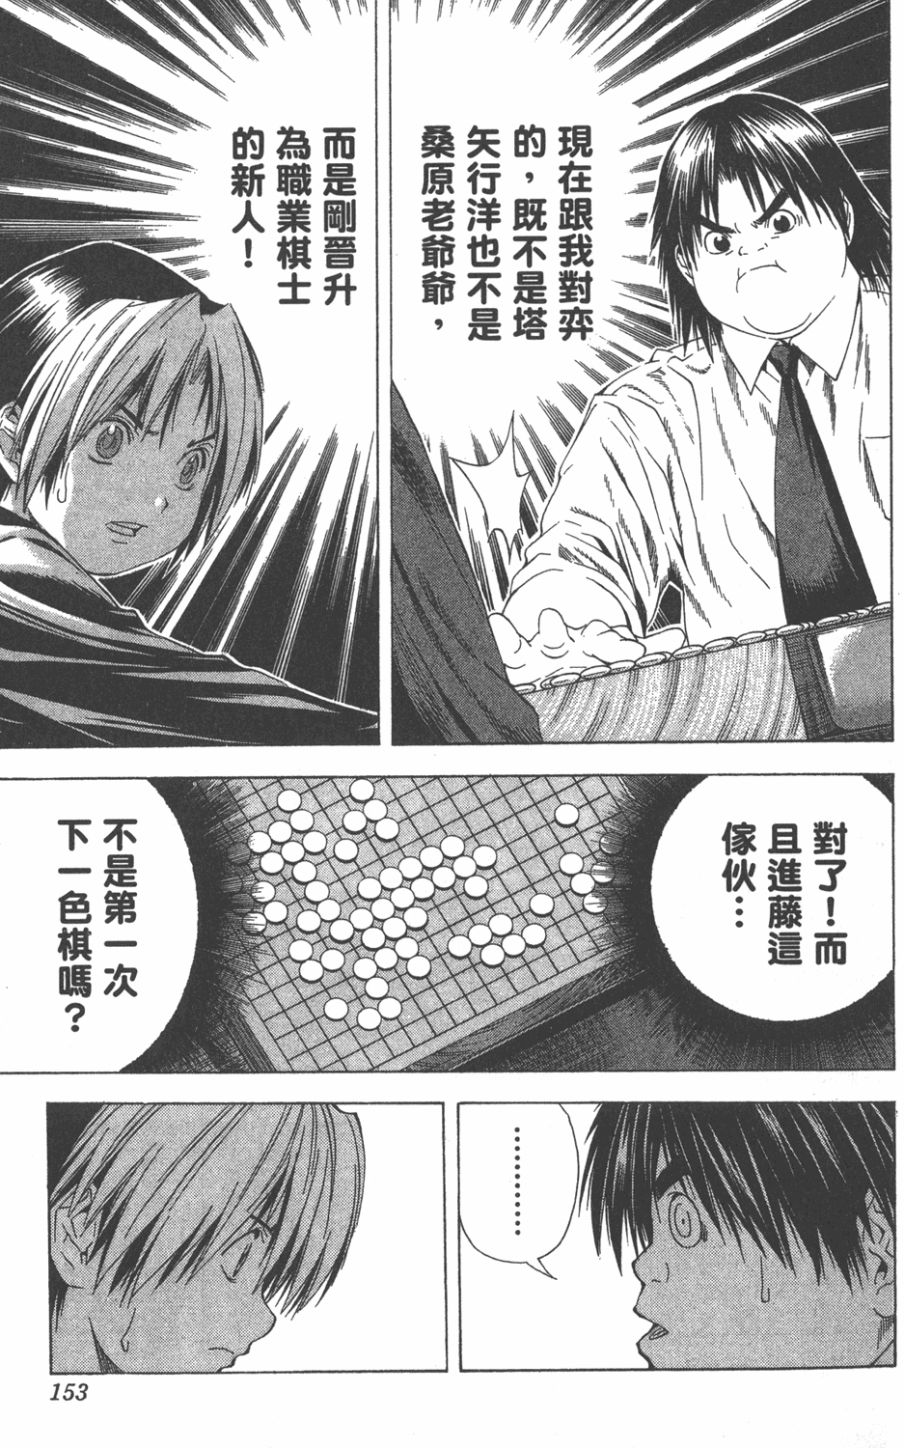 現在跟我對弈
的，既不是塔
矢行洋也不是
桑原老爺爺，
而是剛晉升
為職業棋士
的新人！
對了！而
且進藤這
傢伙…
不是第一次
下一色棋嗎？
………
153